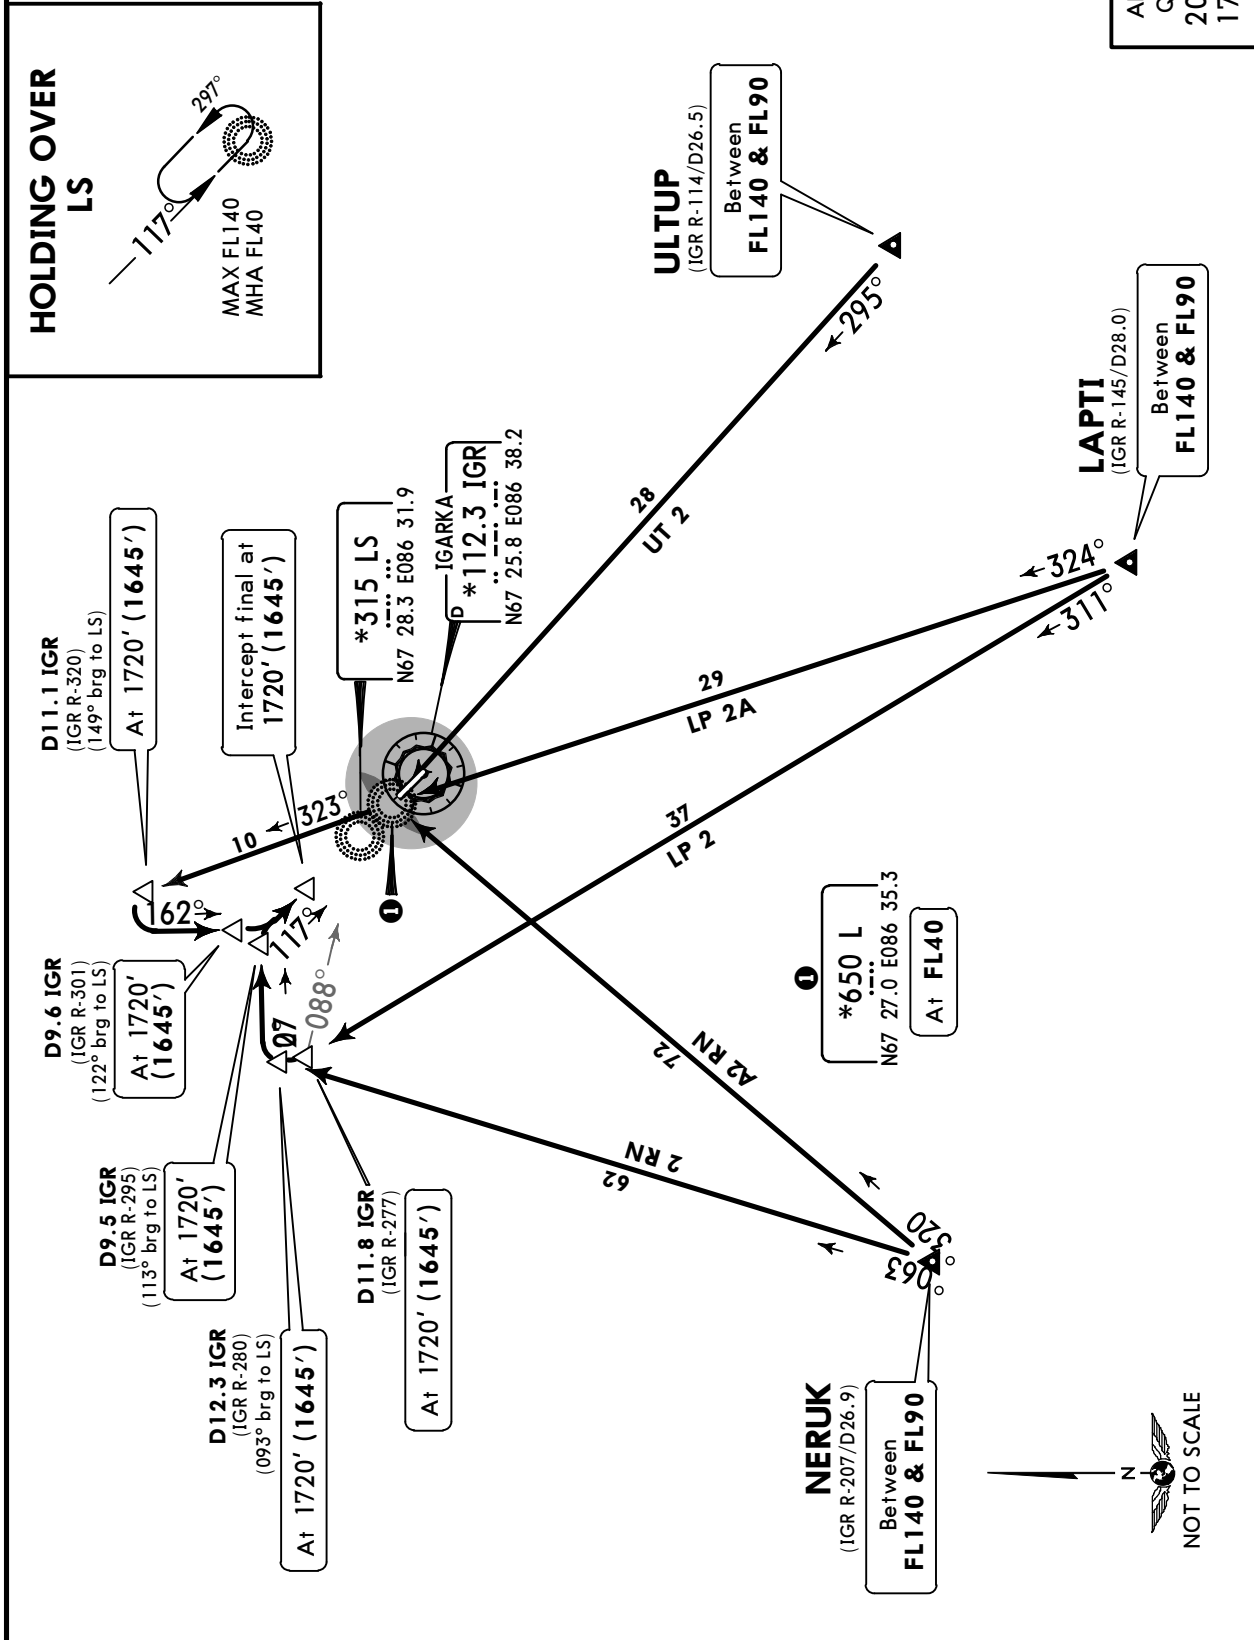 HOLDING OVER
LS
297°
117°
MAX FL140
MHA FL40
D11.1 IGR
(IGR R-320)
(149° brg to LS)
At 1720' (1645')
D9.6 IGR
(IGR R-301)
(122° brg to LS)
At 1720'
(1645')
D9.5 IGR
(IGR R-295)
(113° brg to LS)
At 1720'
(1645')
D12.3 IGR
(IGR R-280)
(093° brg to LS)
At 1720' (1645')
D11.8 IGR
(IGR R-277)
At 1720' (1645')
Intercept final at
1720' (1645')
162°
117°
088°
10
323°
*315 LS
N67 28.3 E086 31.9
IGARKA
D
*112.3 IGR
N67 25.8 E086 38.2
1
ULTUP
(IGR R-114/D26.5)
Between
FL140 & FL90
295°
28
UT 2
29
LP 2A
37
LP 2
72
A2 RN
62
2 RN
1
*650 L
N67 27.0 E086 35.3
At FL40
NERUK
(IGR R-207/D26.9)
Between
FL140 & FL90
063°
320°
LAPTI
(IGR R-145/D28.0)
Between
FL140 & FL90
324°
311°
N
NOT TO SCALE
Q
20
17